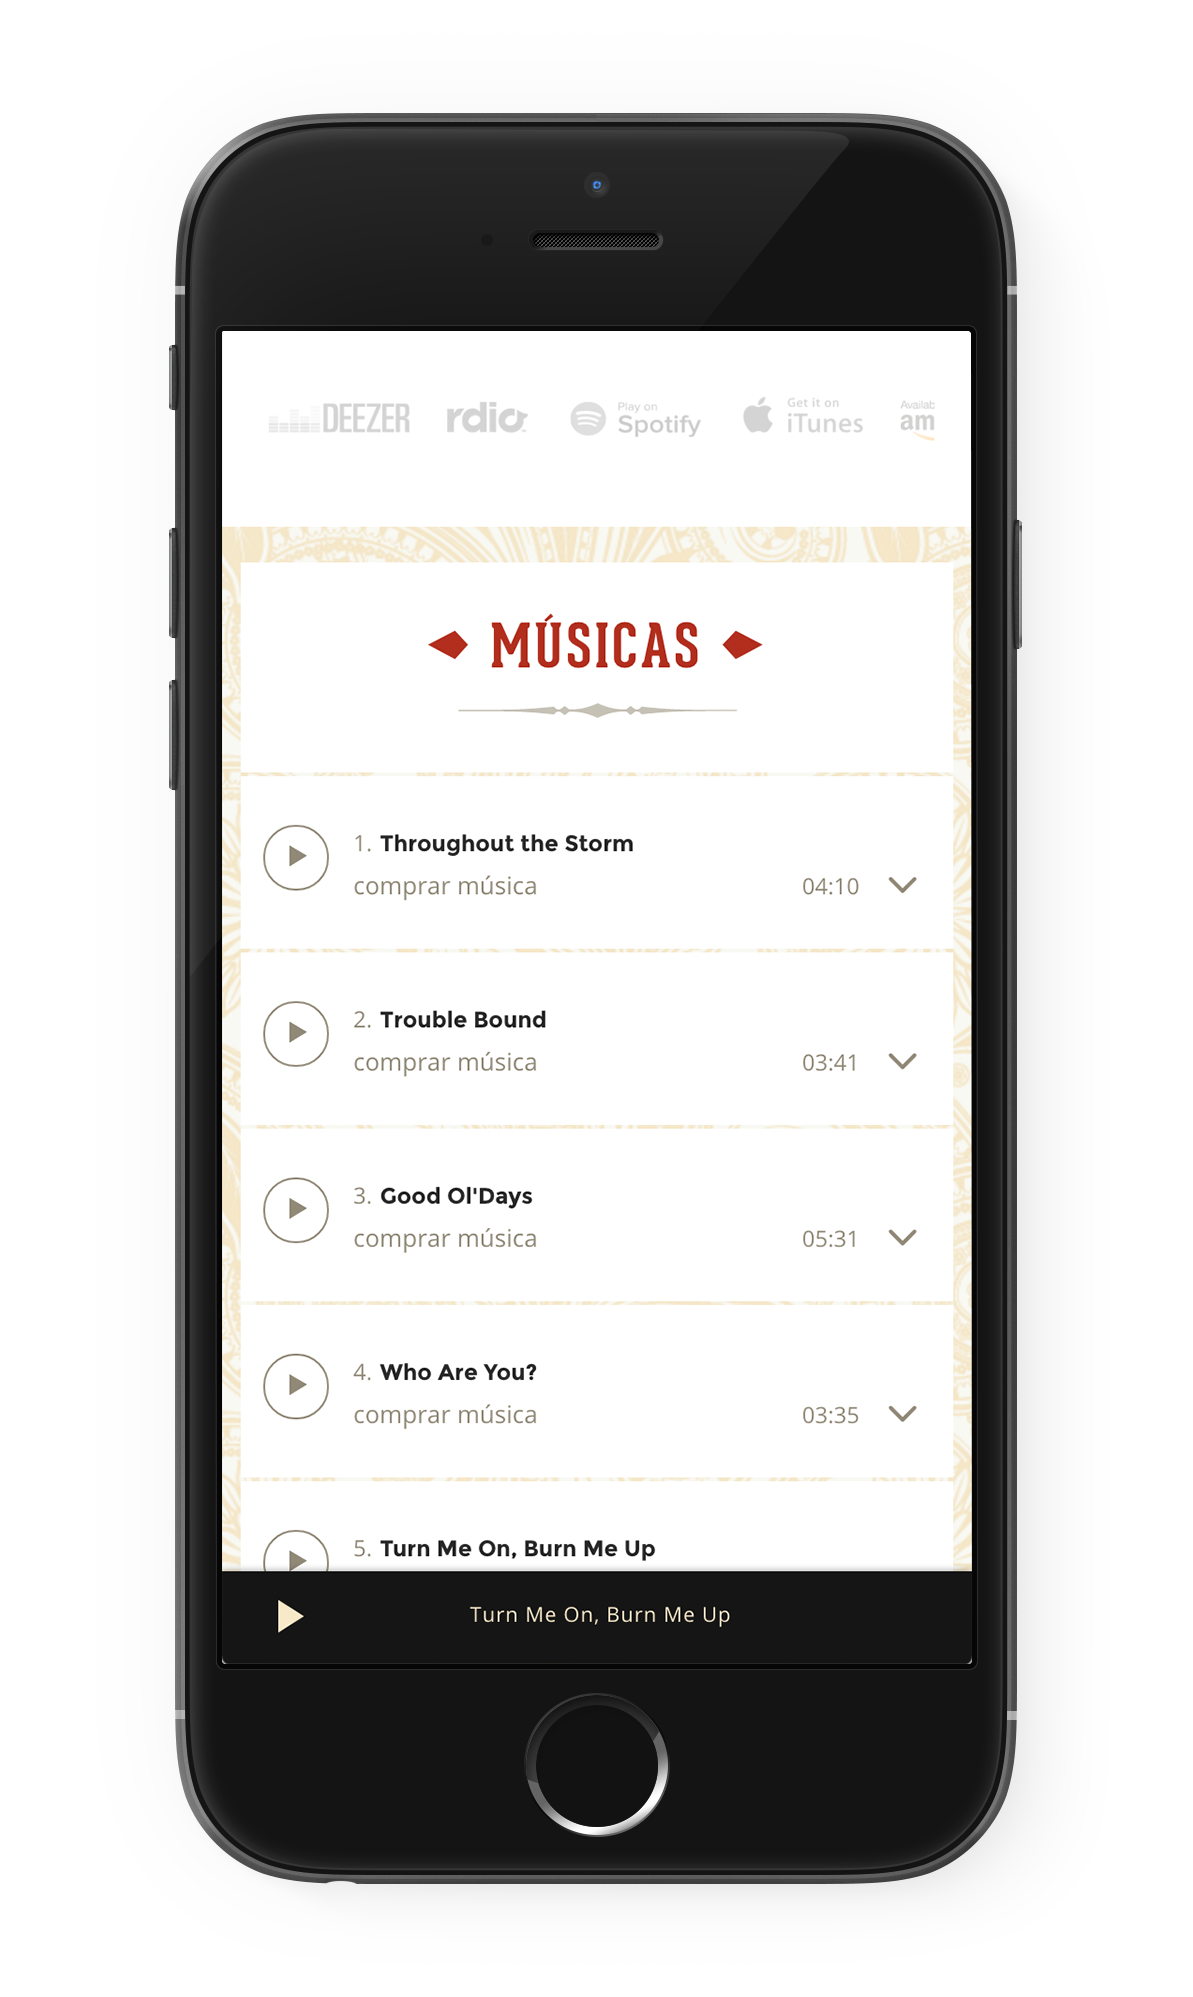 DEEZER
rdio
Play on
Spotify
Get it on
iTunes
Availab
am
MÚSICAS
1. Throughout the Storm
comprar música
04:10
2. Trouble Bound
comprar música
03:41
3. Good Ol'Days
comprar música
05:31
4. Who Are You?
comprar música
03:35
5. Turn Me On, Burn Me Up
Turn Me On, Burn Me Up